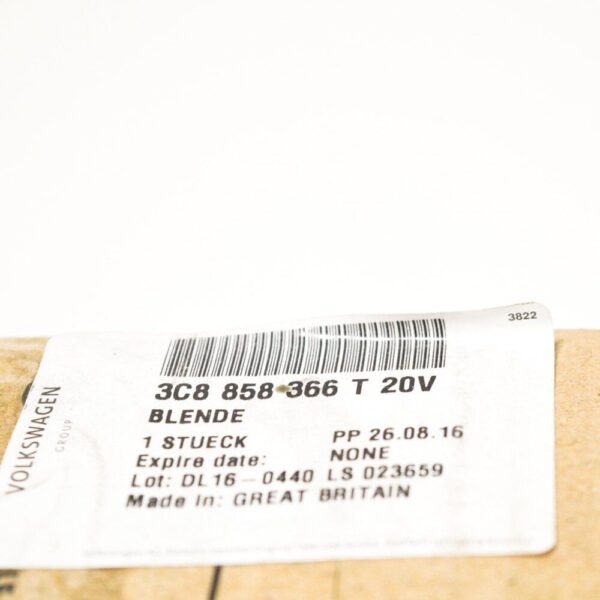 3822
3C8 858 366 T 20V
BLENDE
1 STUECK PP 26.08.16
Expire date: NONE
Lot: DL16-0440 LS 023659
Made In: GREAT BRITAIN
VOLKSWAGEN
GROUP